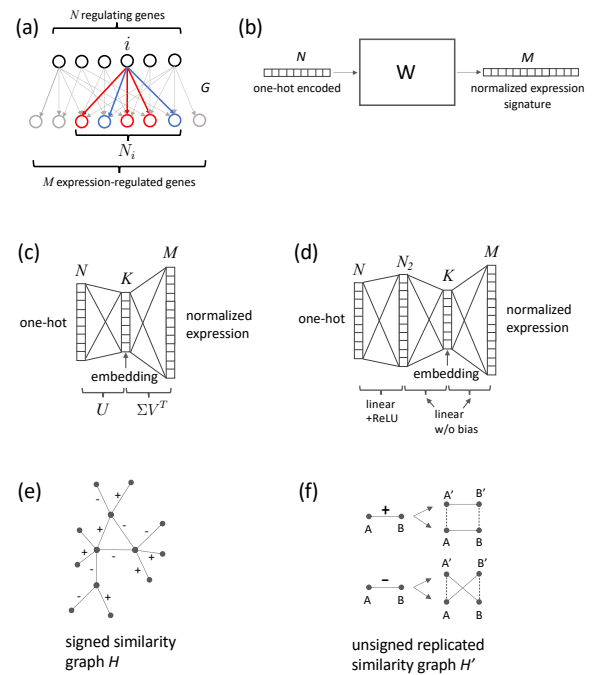 (a)
N regulating genes
i
G
N_i
M expression-regulated genes
(b)
N
one-hot encoded
W
M
normalized expression
signature
(c)
N
K
M
one-hot
normalized
expression
embedding
U
ΣV^T
(d)
N_2
N
K
M
one-hot
normalized
expression
embedding
linear
+ReLU
linear
w/o bias
(e)
- +
+ -
- +
+ - + -
-
- +
- +
signed similarity
graph H
(f)
A' B'
+
A B
A B
A' B'
−
A B
A B
unsigned replicated
similarity graph H'